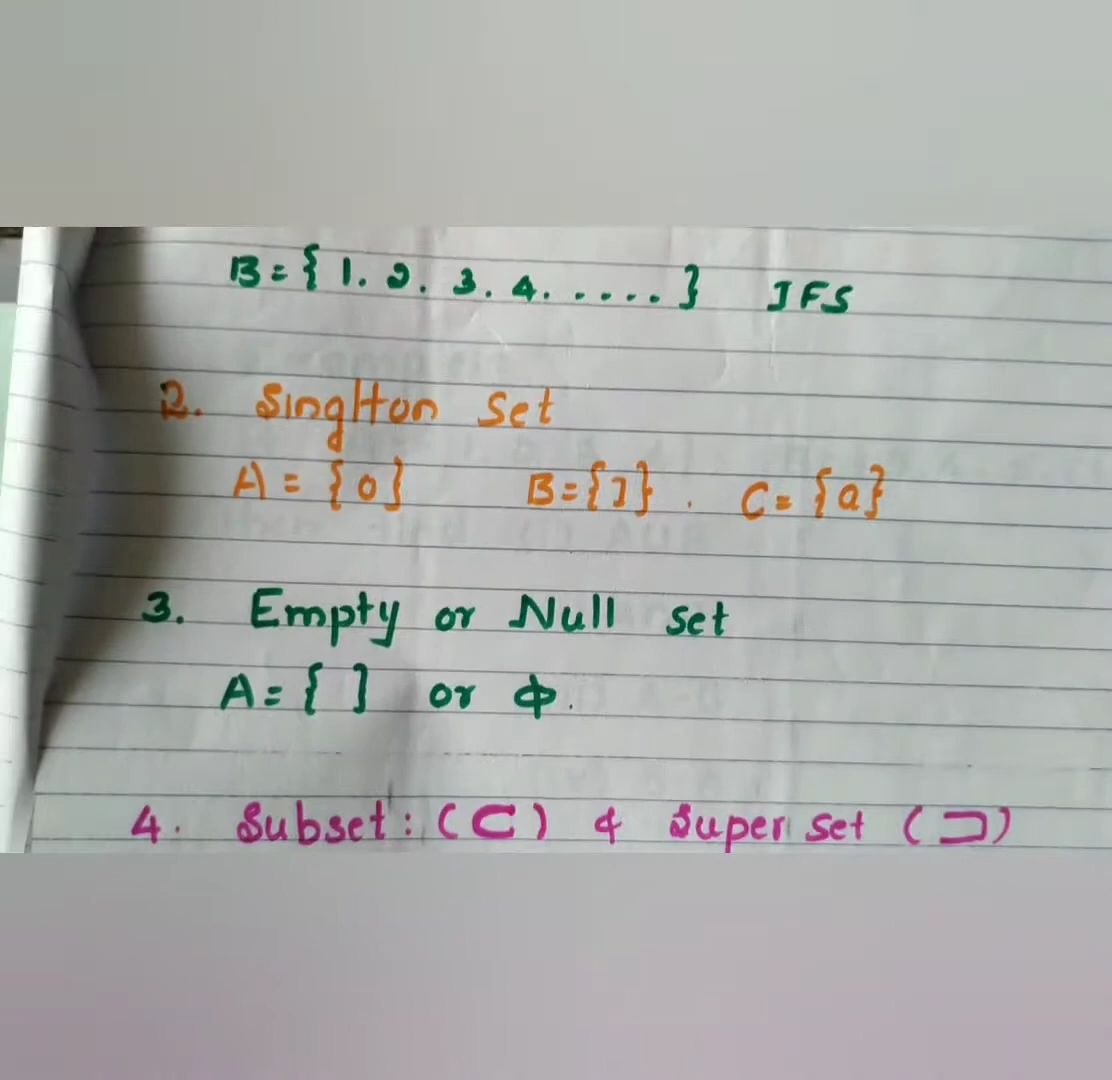 B = { 1. 2. 3. 4. ..... } IFS
2. Singlton Set
A = {0} B = {1}. C = {a}
3. Empty or Null set
A = { } or ф.
4. Subset: (⊂) & Super set (⊃)